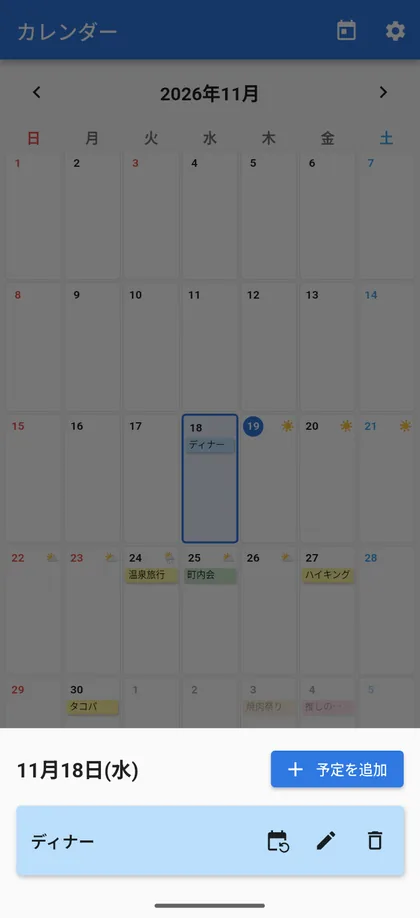 カレンダー
2026年11月
日 月 火 水 木 金 土
1 2 3 4 5 6 7
8 9 10 11 12 13 14
15 16 17 18 19 20 21
ディナー
22 23 24 25 26 27 28
温泉旅行 町内会 ハイキング
29 30 1 2 3 4 5
タコパ 焼肉祭り 推しの…
11月18日(水)
予定を追加
ディナー